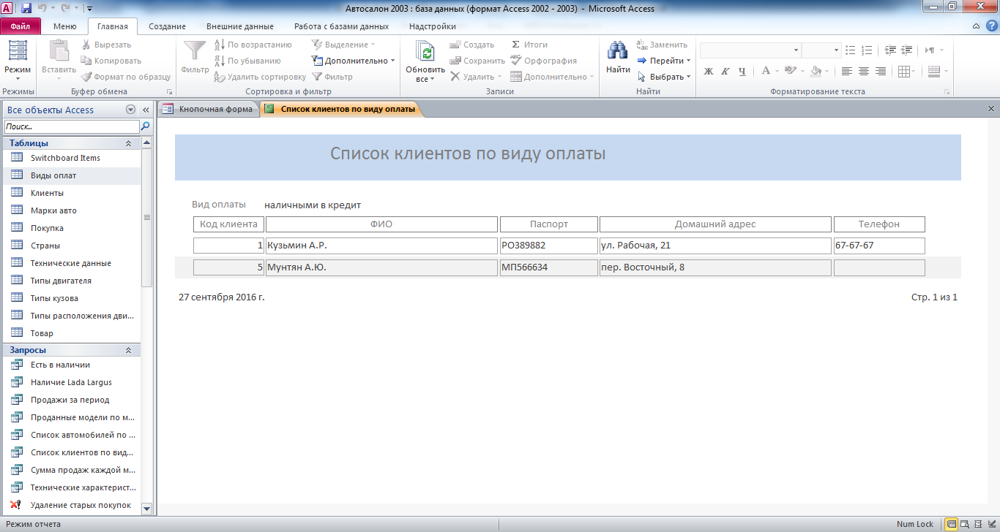 Автосалон 2003 : база данных (формат Access 2002 - 2003) - Microsoft Access
Файл Меню Главная Создание Внешние данные Работа с базами данных Надстройки
Режим
Режимы
Вставить
Вырезать
Копировать
Формат по образцу
Буфер обмена
Фильтр
По возрастанию
По убыванию
Удалить сортировку
Выделение
Дополнительно
Фильтр
Сортировка и фильтр
Обновить
все
Создать
Сохранить
Удалить
Итоги
Орфография
Дополнительно
Записи
Найти
Заменить
Перейти
Выбрать
Найти
Ж К Ч А
Форматирование текста
Все объекты Access
Поиск...
Таблицы
Switchboard Items
Виды оплат
Клиенты
Марки авто
Покупка
Страны
Технические данные
Типы двигателя
Типы кузова
Типы расположения дви...
Товар
Запросы
Есть в наличии
Наличие Lada Largus
Продажи за период
Проданные модели по м...
Список автомобилей по ...
Список клиентов по вид...
Сумма продаж каждой м...
Технические характерист...
Удаление старых покупок
Кнопочная форма Список клиентов по виду оплаты
Список клиентов по виду оплаты
Вид оплаты наличными в кредит
Код клиента ФИО Паспорт Домашний адрес Телефон
1 Кузьмин А.Р. РО389882 ул. Рабочая, 21 67-67-67
5 Мунтян А.Ю. МП566634 пер. Восточный, 8
27 сентября 2016 г. Стр. 1 из 1
Режим отчета Num Lock